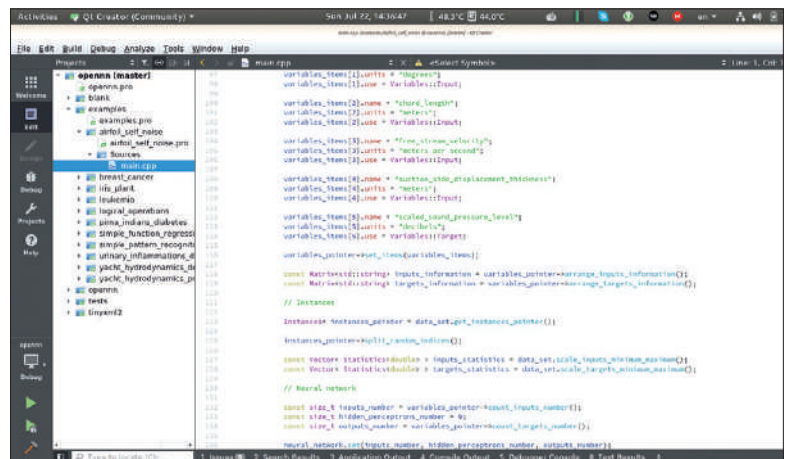 Activities
Qt Creator (Community)
Sun Jul 22, 14:36:47
48.3°C 44.0°C
en
File Edit Build Debug Analyze Tools Window Help
Projects
main.cpp
<Select Symbol>
Welcome
Edit
Debug
Projects
Help
opennn
Debug
opennn [master]
opennn.pro
blank
examples
examples.pro
airfoil_self_noise
airfoil_self_noise.pro
Sources
main.cpp
breast_cancer
iris_plant
leukemia
logical_operations
pima_indians_diabetes
simple_function_regressi
simple_pattern_recogniti
urinary_inflammations_d
yacht_hydrodynamics_de
yacht_hydrodynamics_pr
opennn
tests
tinyxml2
variables_items[1].units = "degrees";
variables_items[1].use = Variables::Input;
variables_items[2].name = "chord_length";
variables_items[2].units = "meters";
variables_items[2].use = Variables::Input;
variables_items[3].name = "free_stream_velocity";
variables_items[3].units = "meters per second";
variables_items[3].use = Variables::Input;
variables_items[4].name = "suction_side_displacement_thickness";
variables_items[4].units = "meters";
variables_items[4].use = Variables::Input;
variables_items[5].name = "scaled_sound_pressure_level";
variables_items[5].units = "decibels";
variables_items[5].use = Variables::Target;
variables_pointer->set_items(variables_items);
const Matrix<std::string> inputs_information = variables_pointer->arrange_inputs_information();
const Matrix<std::string> targets_information = variables_pointer->arrange_targets_information();
// Instances
Instances* instances_pointer = data_set.get_instances_pointer();
instances_pointer->split_random_indices();
const Vector< Statistics<double> > inputs_statistics = data_set.scale_inputs_minimum_maximum();
const Vector< Statistics<double> > targets_statistics = data_set.scale_targets_minimum_maximum();
// Neural network
const size_t inputs_number = variables_pointer->count_inputs_number();
const size_t hidden_perceptrons_number = 9;
const size_t outputs_number = variables_pointer->count_targets_number();
neural_network.set(inputs_number, hidden_perceptrons_number, outputs_number);
1 Issues 2 Search Results 3 Application Output 4 Compile Output 5 Debugger Console 8 Test Results